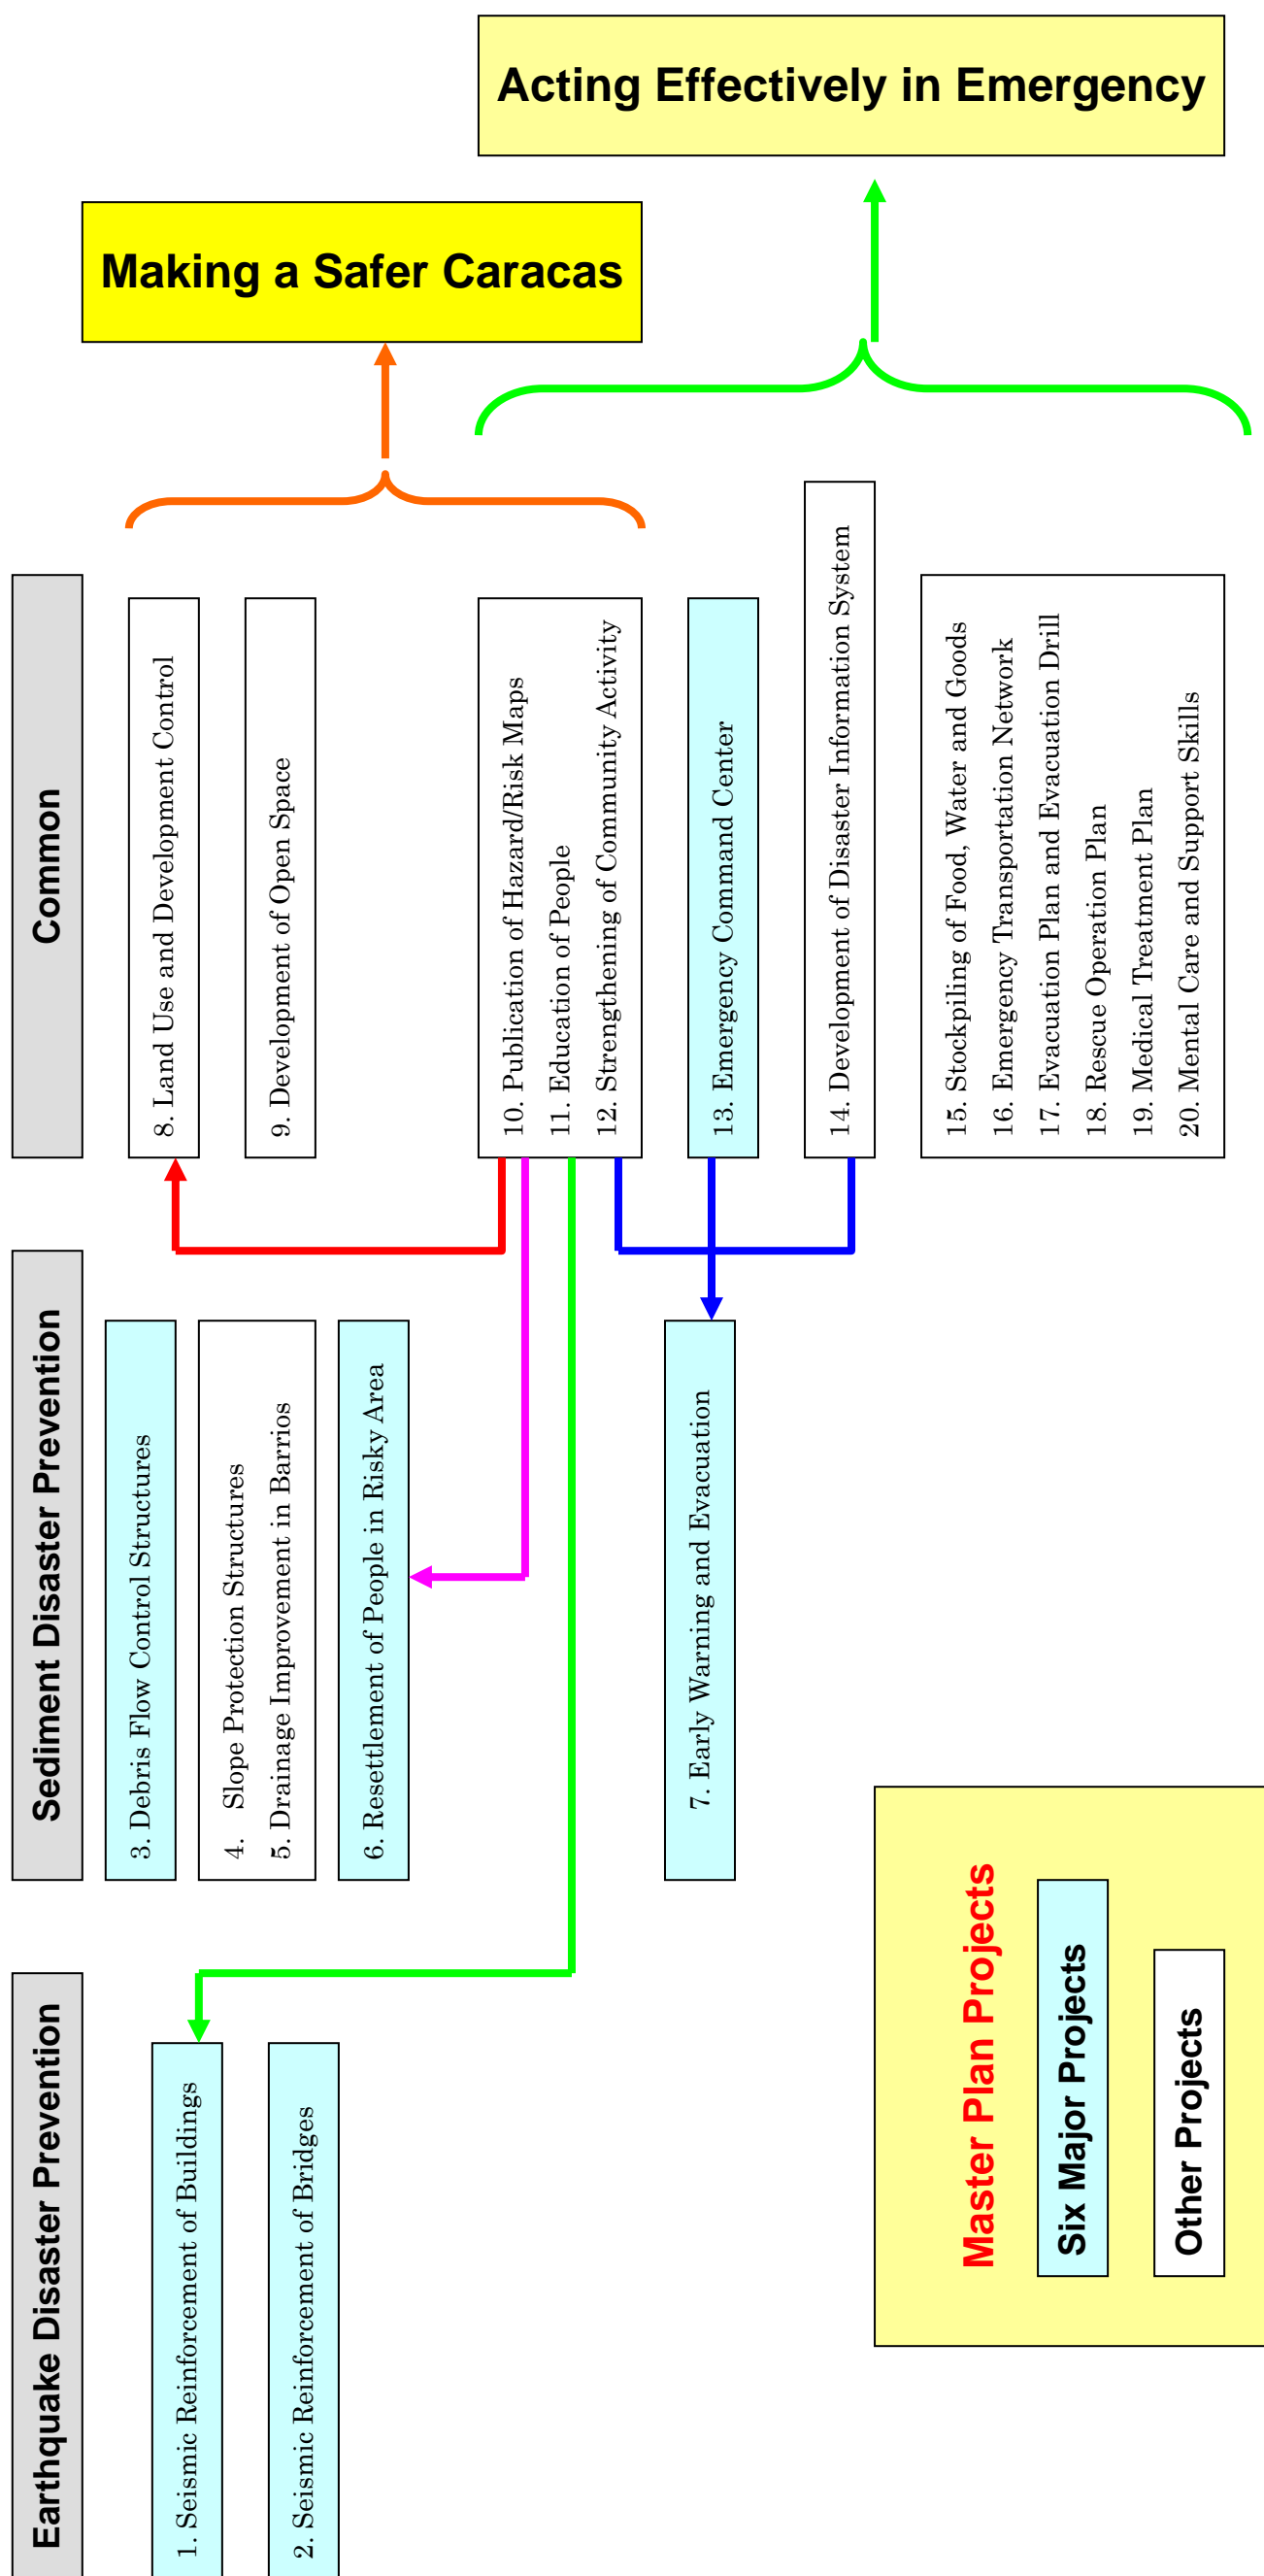 Earthquake Disaster Prevention
Sediment Disaster Prevention
Common
1. Seismic Reinforcement of Buildings
2. Seismic Reinforcement of Bridges
3. Debris Flow Control Structures
4. Slope Protection Structures
5. Drainage Improvement in Barrios
6. Resettlement of People in Risky Area
7. Early Warning and Evacuation
8. Land Use and Development Control
9. Development of Open Space
10. Publication of Hazard/Risk Maps
11. Education of People
12. Strengthening of Community Activity
13. Emergency Command Center
14. Development of Disaster Information System
15. Stockpiling of Food, Water and Goods
16. Emergency Transportation Network
17. Evacuation Plan and Evacuation Drill
18. Rescue Operation Plan
19. Medical Treatment Plan
20. Mental Care and Support Skills
Making a Safer Caracas
Acting Effectively in Emergency
Master Plan Projects
Six Major Projects
Other Projects